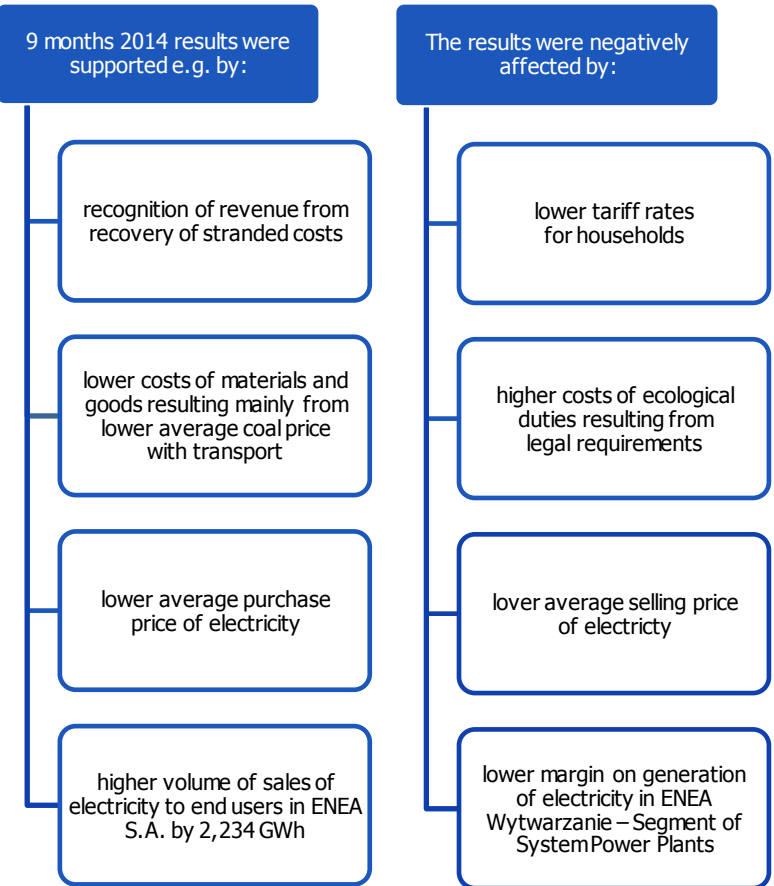 9 months 2014 results were
supported e.g. by:
recognition of revenue from
recovery of stranded costs
lower costs of materials and
goods resulting mainly from
lower average coal price
with transport
lower average purchase
price of electricity
higher volume of sales of
electricity to end users in ENEA
S.A. by 2,234 GWh
The results were negatively
affected by:
lower tariff rates
for households
higher costs of ecological
duties resulting from
legal requirements
lover average selling price
of electricty
lower margin on generation
of electricity in ENEA
Wytwarzanie – Segment of
System Power Plants